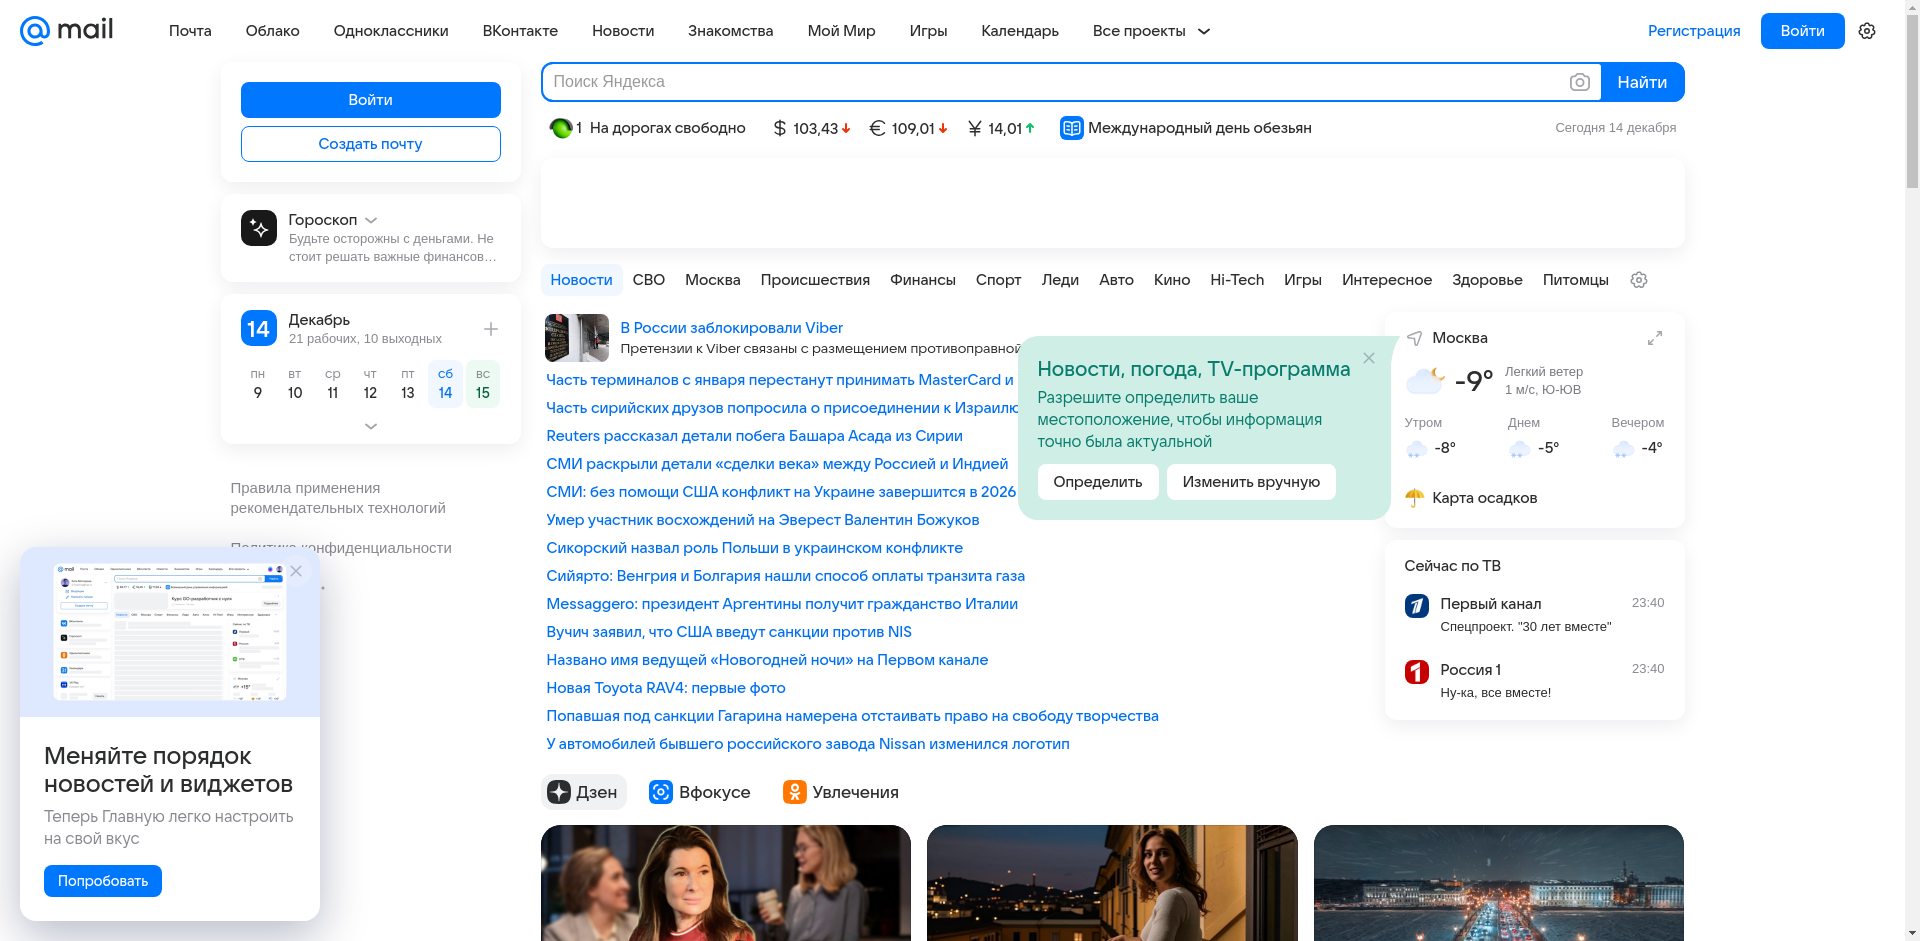 mail
Почта Облако Одноклассники ВКонтакте Новости Знакомства Мой Мир Игры Календарь Все проекты
Регистрация Войти
Войти
Создать почту
Гороскоп
Будьте осторожны с деньгами. Не
стоит решать важные финансов…
14 Декабрь
21 рабочих, 10 выходных
пн вт ср чт пт сб вс
9 10 11 12 13 14 15
Правила применения
рекомендательных технологий
Политика конфиденциальности
Меняйте порядок
новостей и виджетов
Теперь Главную легко настроить
на свой вкус
Попробовать
Поиск Яндекса
Найти
1 На дорогах свободно $ 103,43 € 109,01 ¥ 14,01 Международный день обезьян Сегодня 14 декабря
Новости СВО Москва Происшествия Финансы Спорт Леди Авто Кино Hi-Tech Игры Интересное Здоровье Питомцы
В России заблокировали Viber
Претензии к Viber связаны с размещением противоправной
Часть терминалов с января перестанут принимать MasterCard и
Часть сирийских друзов попросила о присоединении к Израилю
Reuters рассказал детали побега Башара Асада из Сирии
СМИ раскрыли детали «сделки века» между Россией и Индией
СМИ: без помощи США конфликт на Украине завершится в 2026
Умер участник восхождений на Эверест Валентин Божуков
Сикорский назвал роль Польши в украинском конфликте
Сийярто: Венгрия и Болгария нашли способ оплаты транзита газа
Messaggero: президент Аргентины получит гражданство Италии
Вучич заявил, что США введут санкции против NIS
Названо имя ведущей «Новогодней ночи» на Первом канале
Новая Toyota RAV4: первые фото
Попавшая под санкции Гагарина намерена отстаивать право на свободу творчества
У автомобилей бывшего российского завода Nissan изменился логотип
Новости, погода, TV-программа
Разрешите определить ваше
местоположение, чтобы информация
точно была актуальной
Определить Изменить вручную
Москва
-9° Легкий ветер
1 м/с, Ю-ЮВ
Утром Днем Вечером
-8° -5° -4°
Карта осадков
Сейчас по ТВ
Первый канал 23:40
Спецпроект. "30 лет вместе"
Россия 1 23:40
Ну-ка, все вместе!
Дзен Вфокусе Увлечения